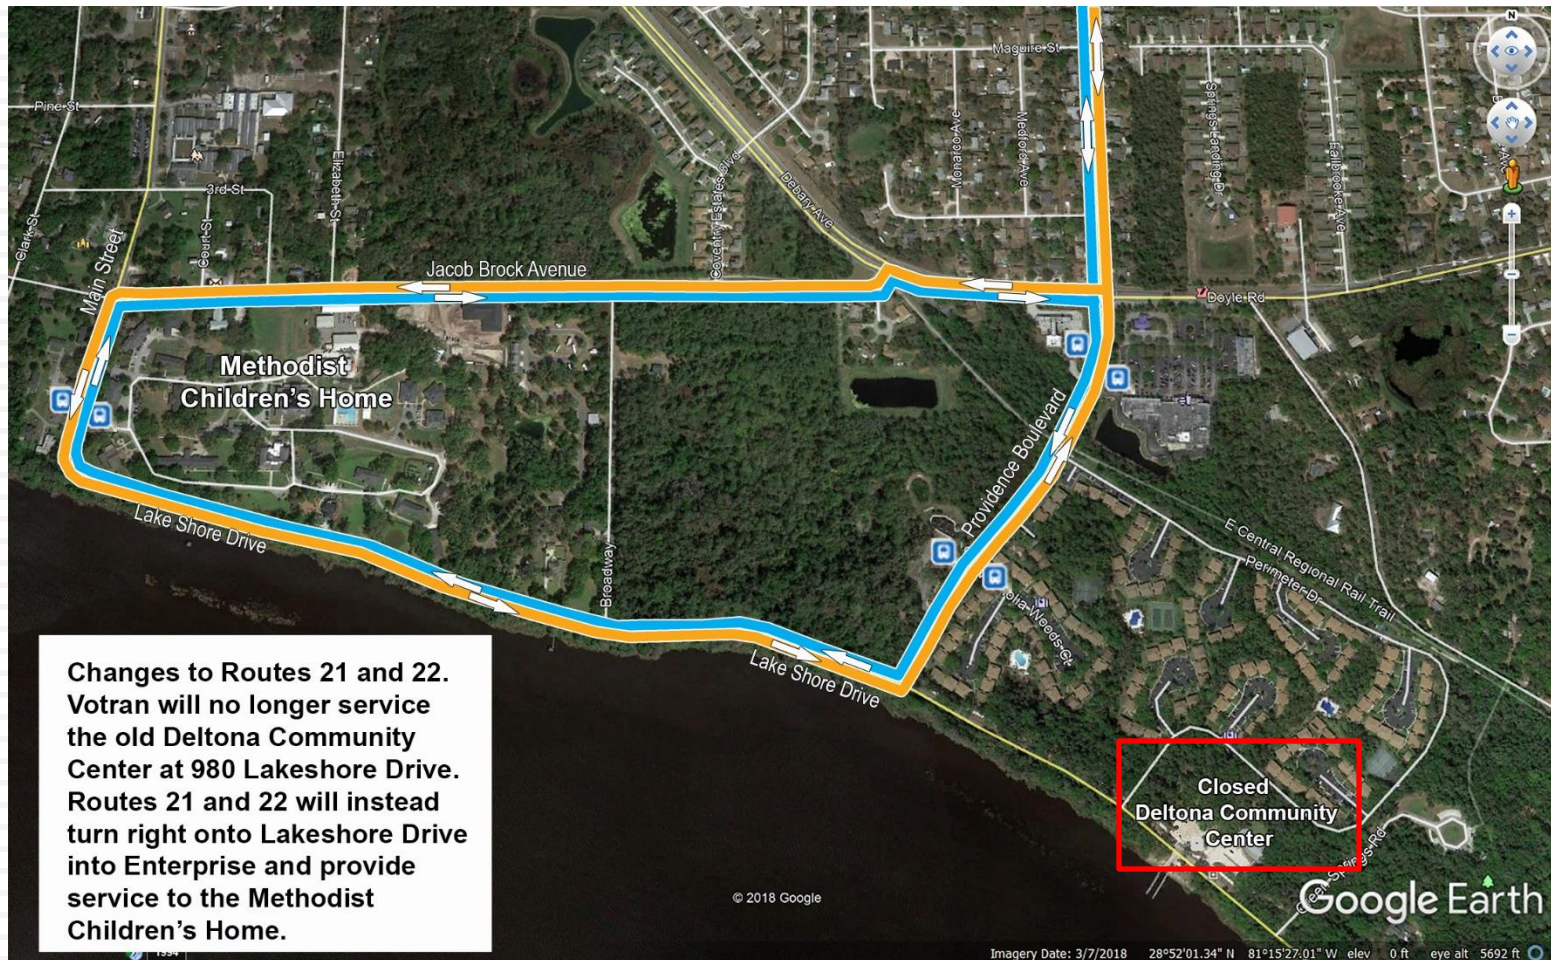 Maguire St
Pine St
Elizabeth St
Coventry Estates Blvd
Debary Ave
Monarco Ave
Medford Ave
Springs Landing Dr
Fallbrooke Ave
N
3rd St
Clark St
Court St
Main Street
Jacob Brock Avenue
Doyle Rd
Methodist
Children's Home
Providence Boulevard
Lake Shore Drive
Broadway
E Central Regional Rail Trail
Perimeter Dr
olia Woods Ct
Lake Shore Drive
Changes to Routes 21 and 22.
Votran will no longer service
the old Deltona Community
Center at 980 Lakeshore Drive.
Routes 21 and 22 will instead
turn right onto Lakeshore Drive
into Enterprise and provide
service to the Methodist
Children's Home.
Closed
Deltona Community
Center
Green Springs Rd
© 2018 Google
Google Earth
1994
Imagery Date: 3/7/2018 28°52'01.34" N 81°15'27.01" W elev 0 ft eye alt 5692 ft